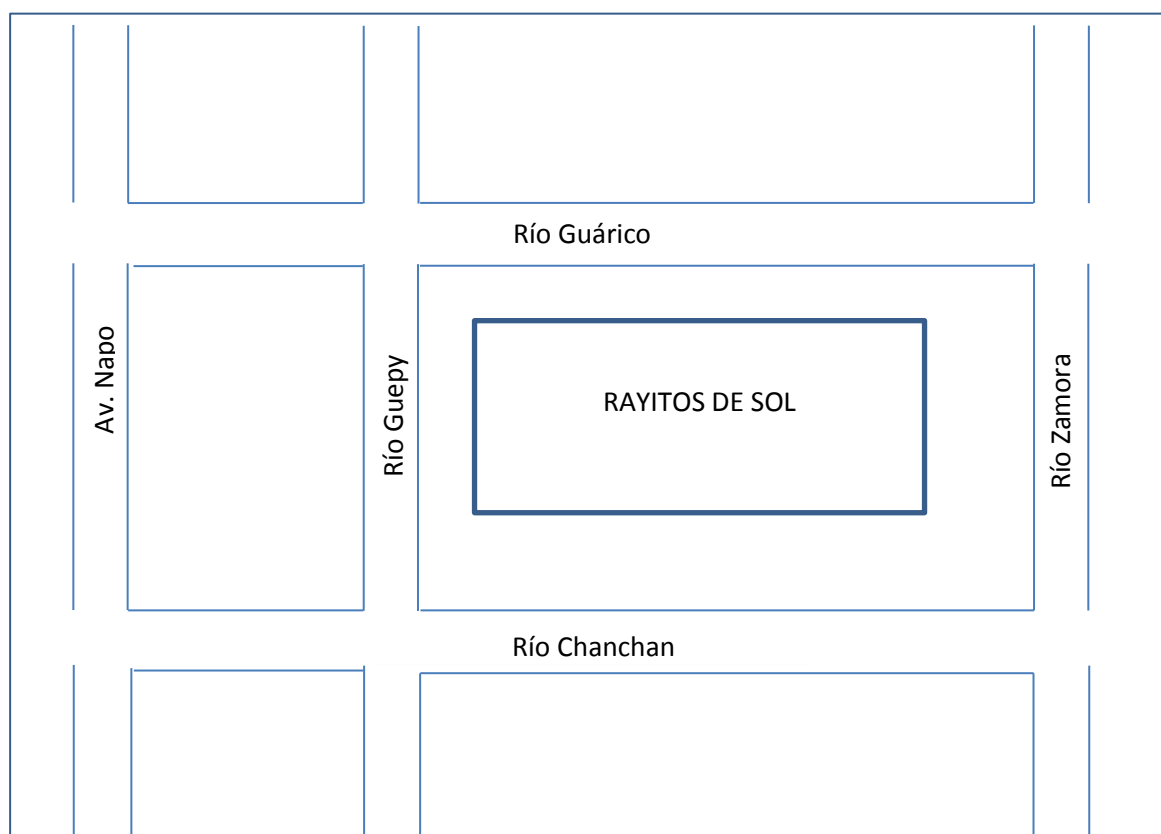 Río Guárico
Av. Napo
Río Guepy
RAYITOS DE SOL
Río Zamora
Río Chanchan